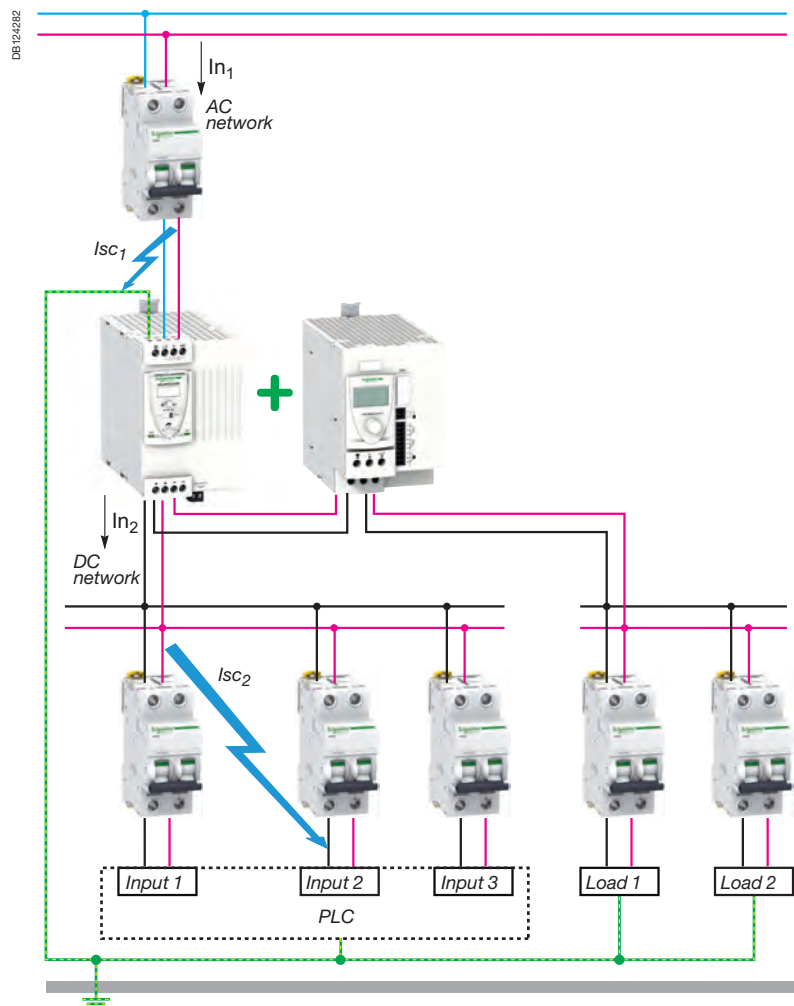 DB124282
In1
AC
network
Isc1
In2
DC
network
Isc2
Input 1
Input 2
Input 3
Load 1
Load 2
PLC